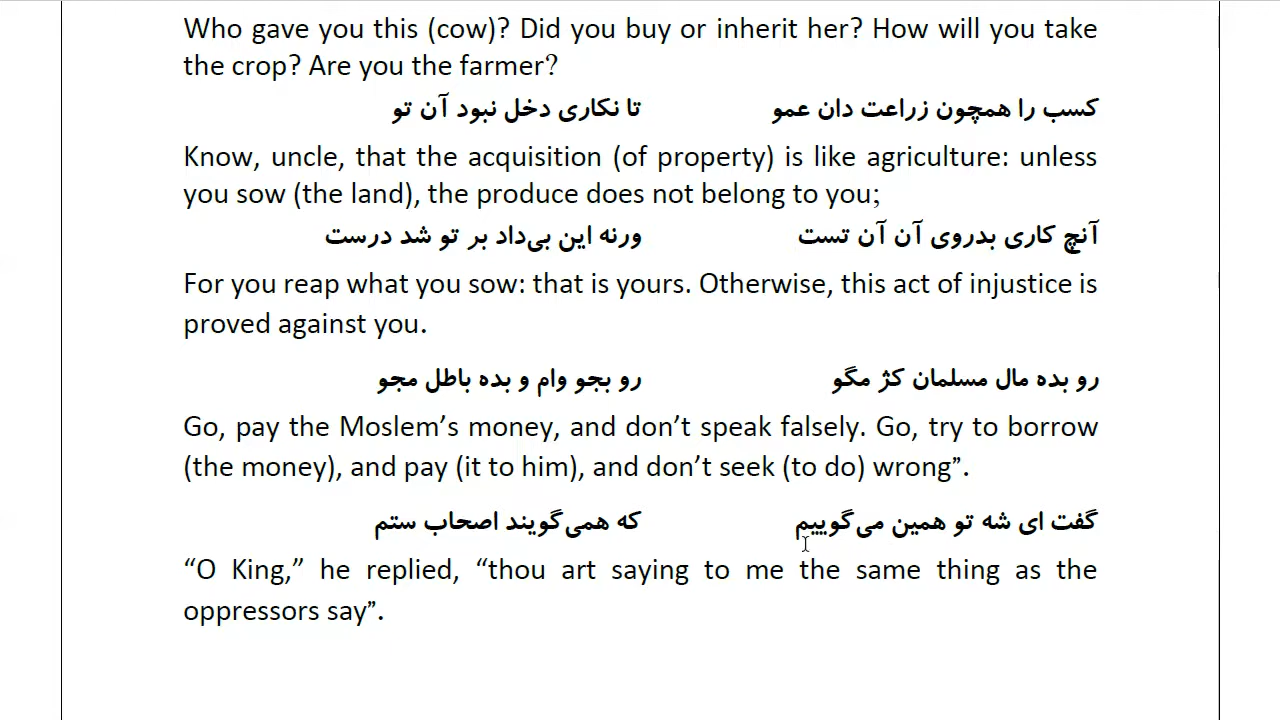 Who gave you this (cow)? Did you buy or inherit her? How will you take
the crop? Are you the farmer?
کسب را همچون زراعت دان عمو تا نکاری دخل نبود آن تو
Know, uncle, that the acquisition (of property) is like agriculture: unless
you sow (the land), the produce does not belong to you;
آنچ کاری بدروی آن آن تست ورنه این بی‌داد بر تو شد درست
For you reap what you sow: that is yours. Otherwise, this act of injustice is
proved against you.
رو بده مال مسلمان کژ مگو رو بجو وام و بده باطل مجو
Go, pay the Moslem’s money, and don’t speak falsely. Go, try to borrow
(the money), and pay (it to him), and don’t seek (to do) wrong”.
گفت ای شه تو همین می‌گوییم که همی‌گویند اصحاب ستم
“O King,” he replied, “thou art saying to me the same thing as the
oppressors say”.